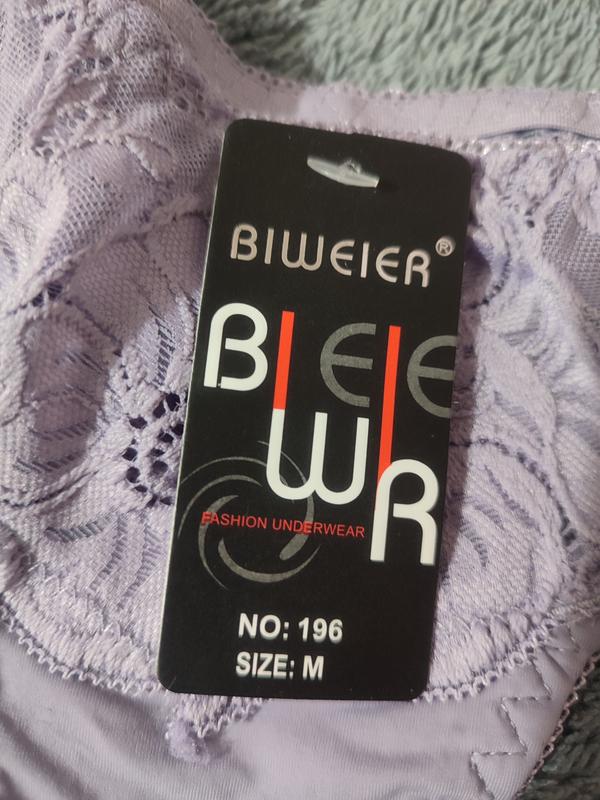 BIWEIER®
BIEIE
WR
FASHION UNDERWEAR
NO: 196
SIZE: M